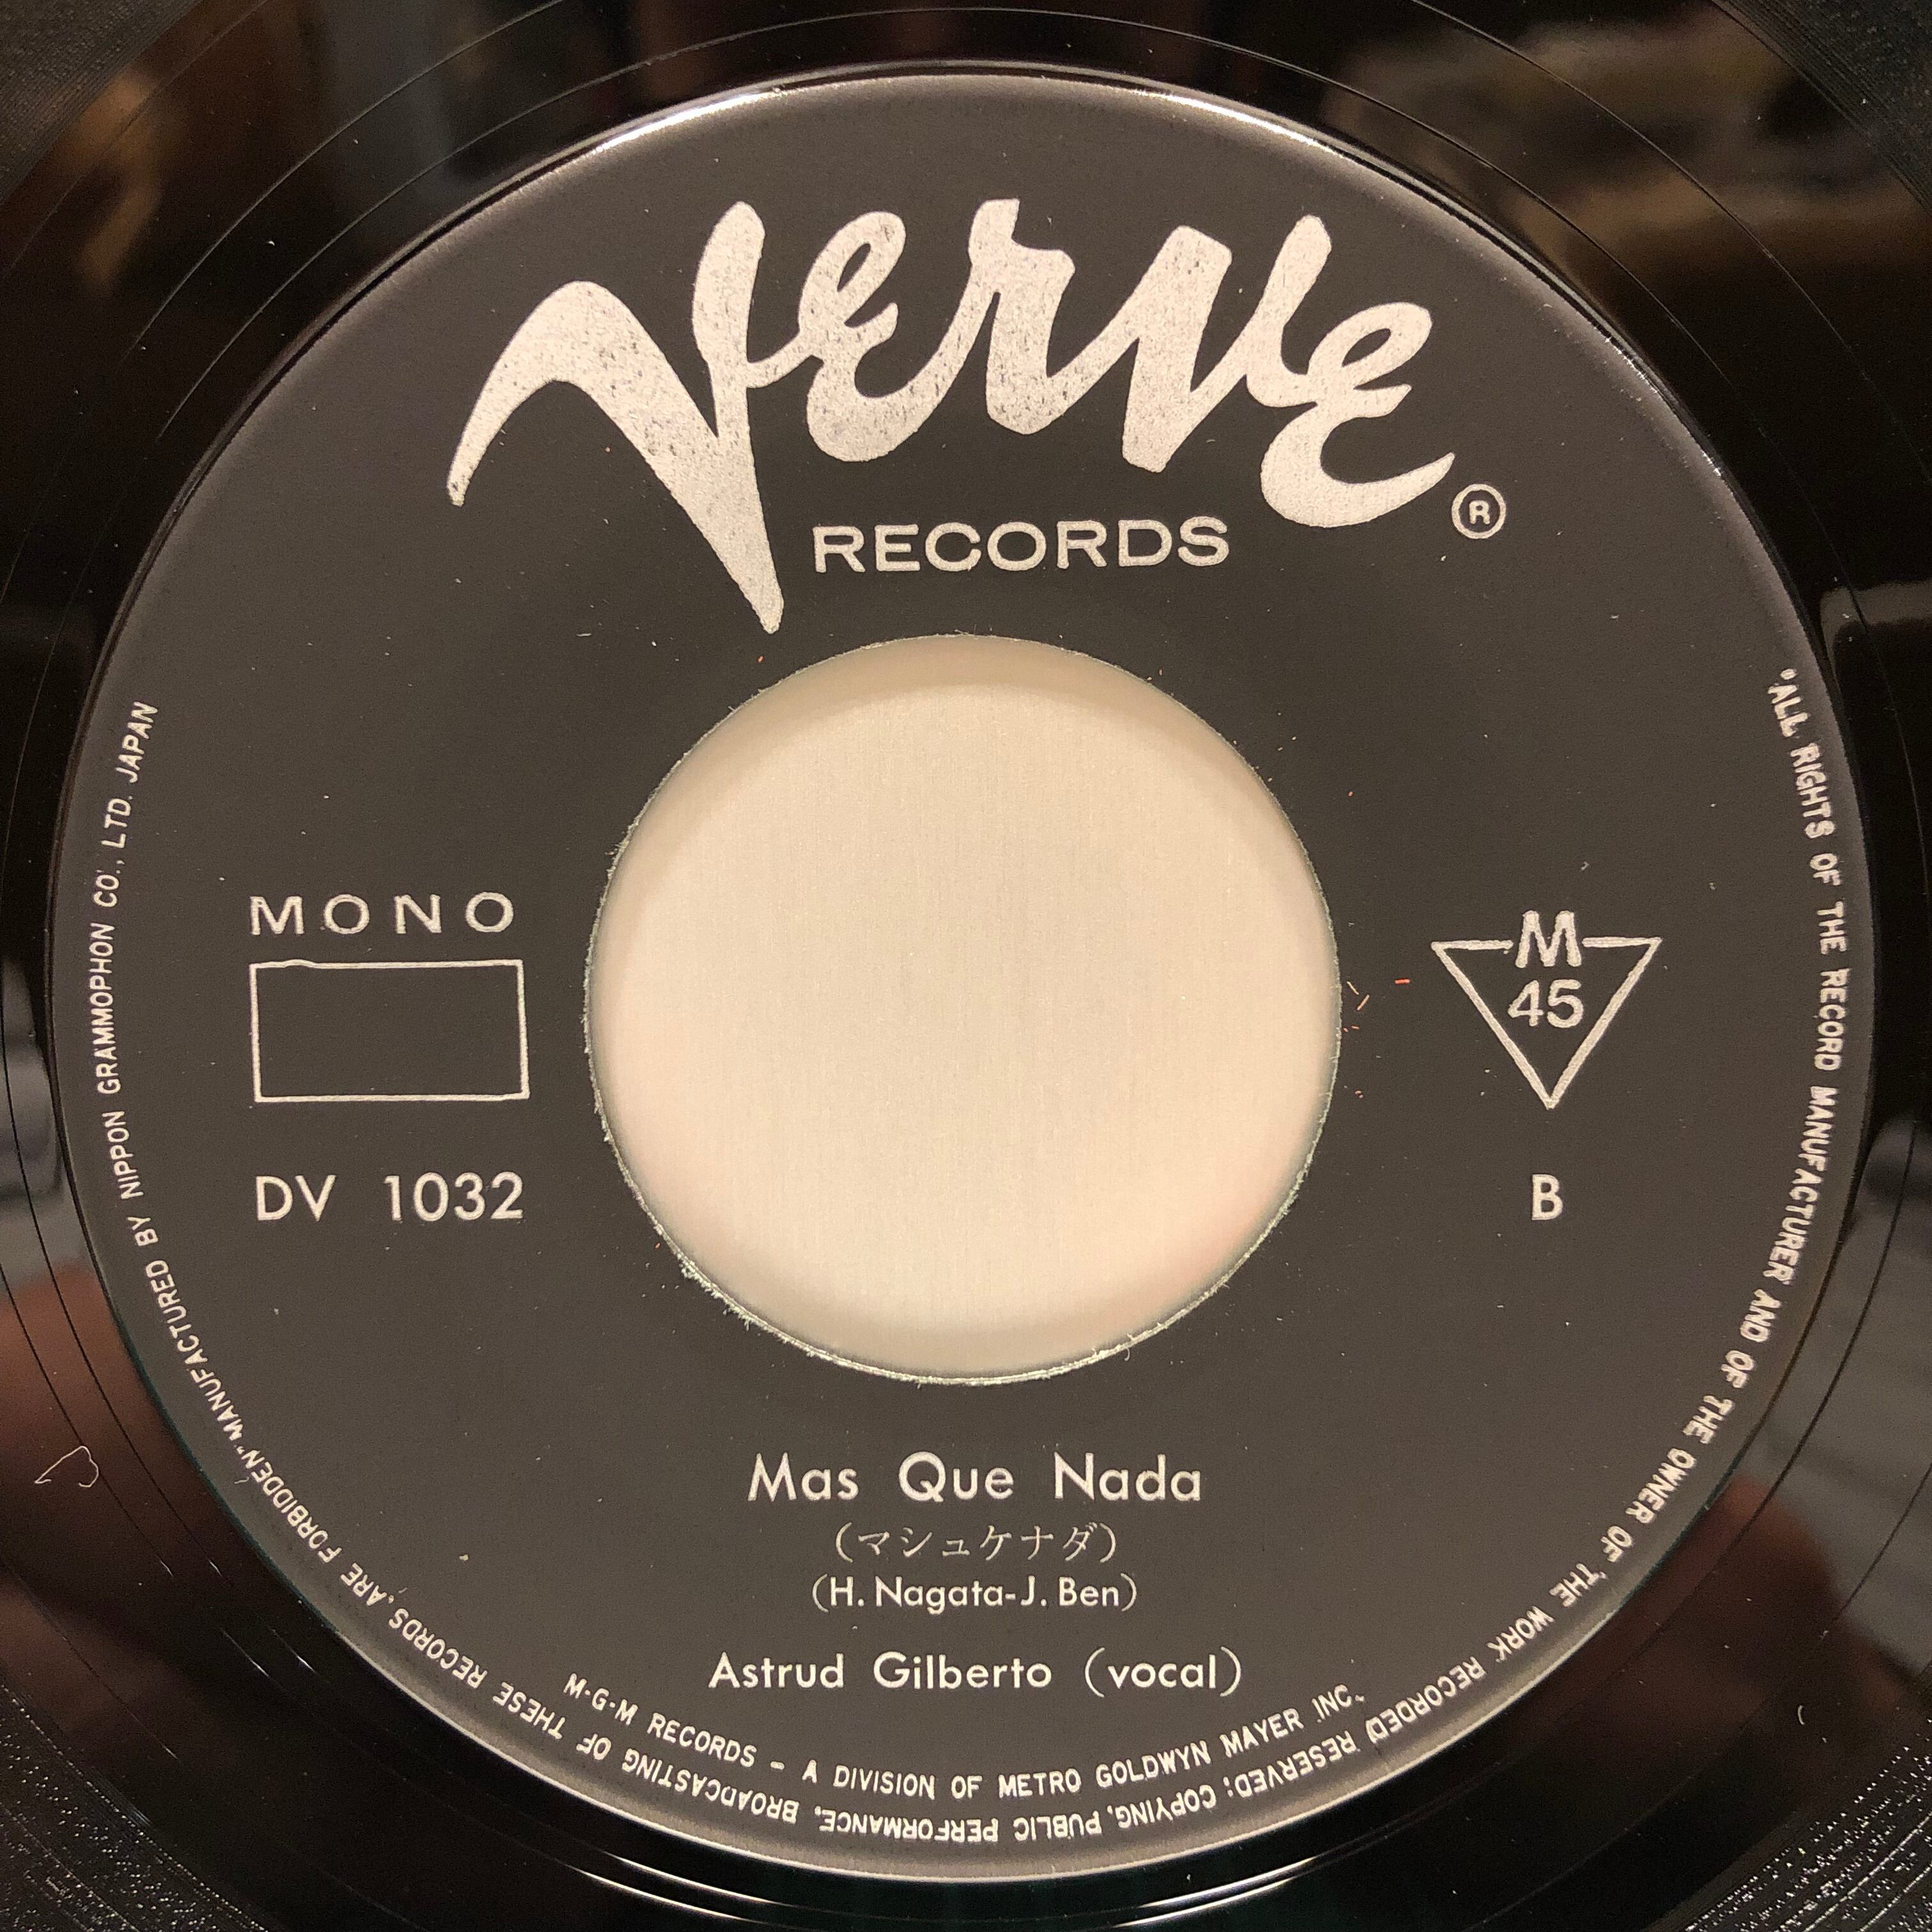 Verve
RECORDS ®
MONO
DV 1032
M
45
B
Mas Que Nada
(マシュケナダ)
(H. Nagata-J. Ben)
Astrud Gilberto (vocal)
M-G-M RECORDS - A DIVISION OF METRO GOLDWYN MAYER INC.
"ALL RIGHTS OF THE RECORD MANUFACTURER AND OF THE OWNER OF THE WORK RECORDED RESERVED; COPYING, PUBLIC PERFORMANCE, BROADCASTING OF THESE RECORDS, ARE FORBIDDEN" MANUFACTURED BY NIPPON GRAMMOPHON CO., LTD. JAPAN